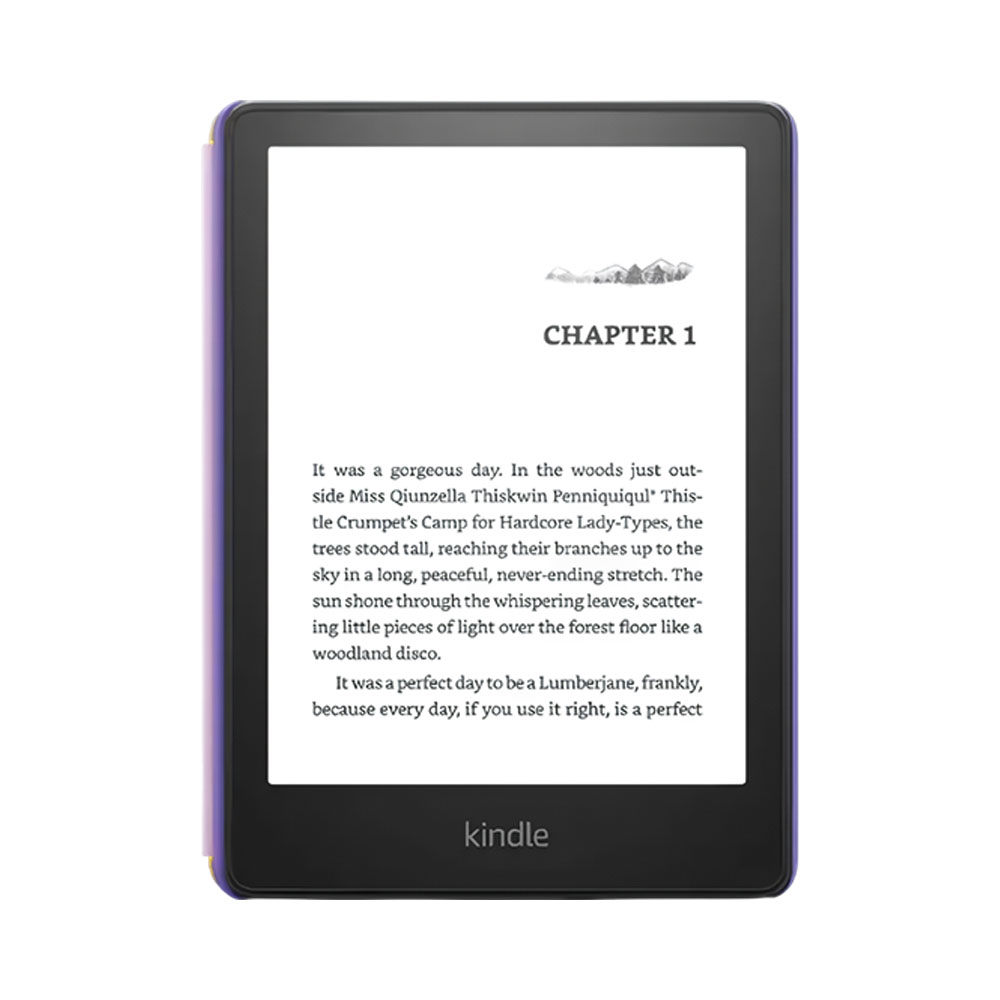 CHAPTER 1
It was a gorgeous day. In the woods just out-
side Miss Qiunzella Thiskwin Penniquiqul* This-
tle Crumpet's Camp for Hardcore Lady-Types, the
trees stood tall, reaching their branches up to the
sky in a long, peaceful, never-ending stretch. The
sun shone through the whispering leaves, scatter-
ing little pieces of light over the forest floor like a
woodland disco.
It was a perfect day to be a Lumberjane, frankly,
because every day, if you use it right, is a perfect
kindle